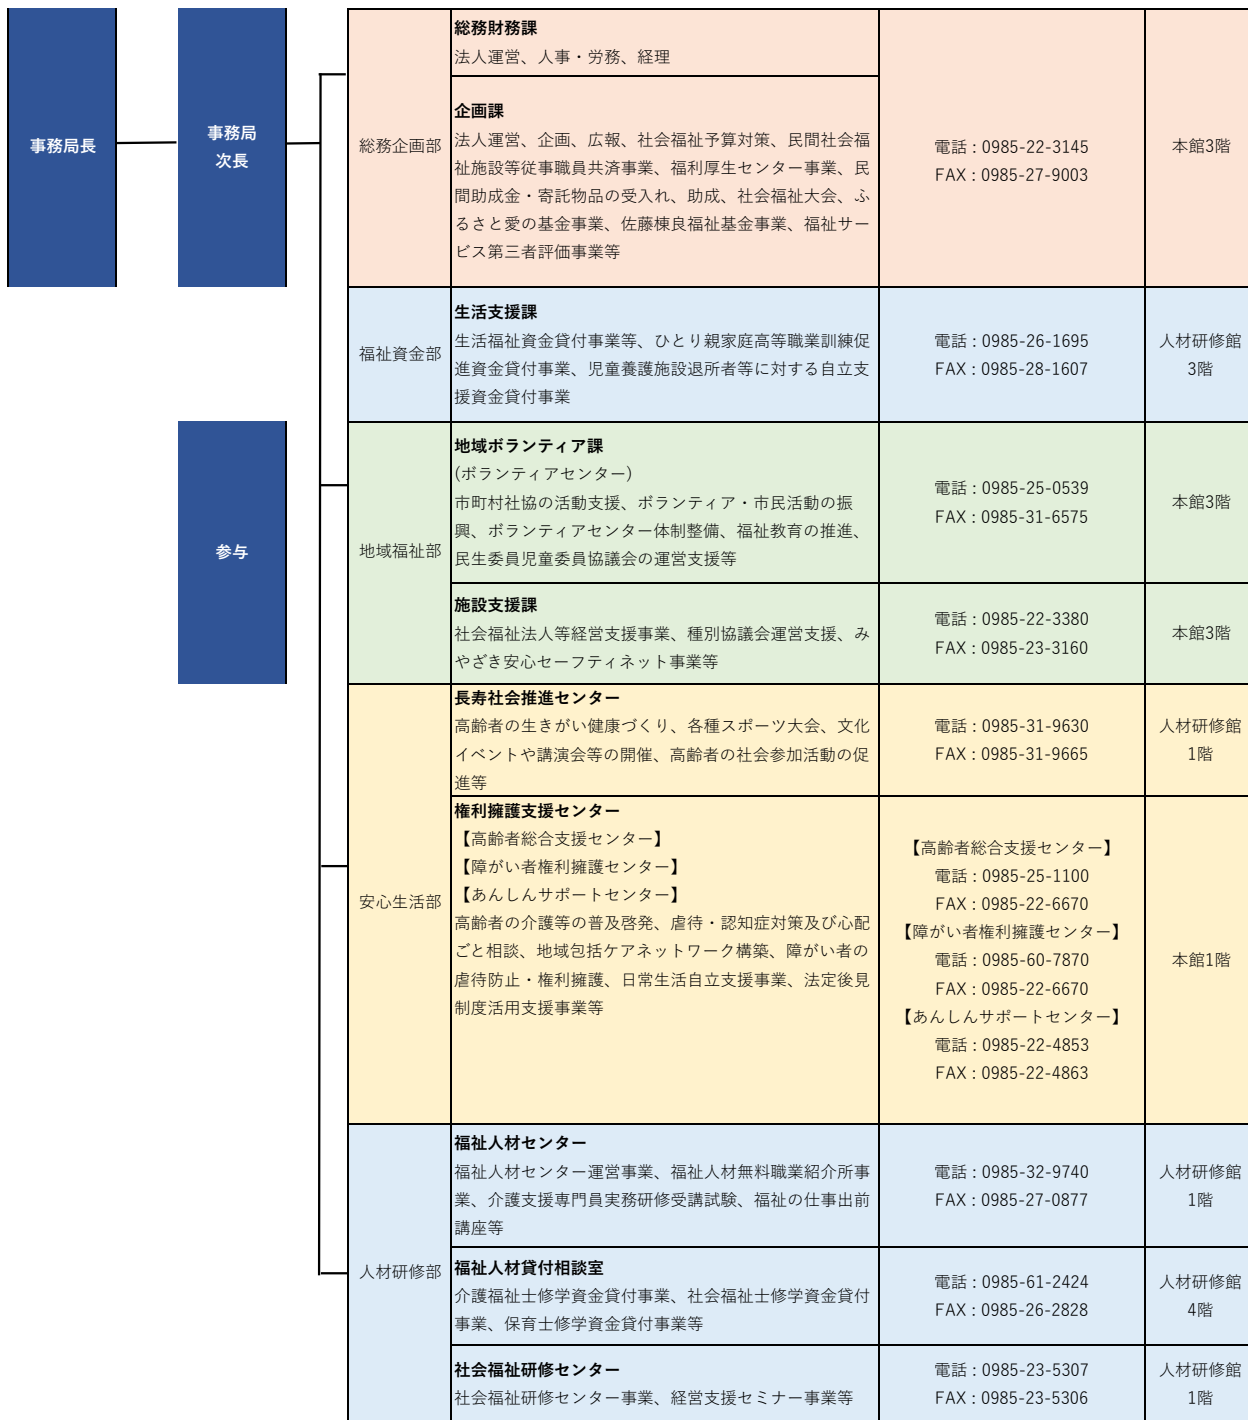 事務局長
事務局
次長
参与
総務企画部
総務財務課
法人運営、人事・労務、経理
企画課
法人運営、企画、広報、社会福祉予算対策、民間社会福
祉施設等従事職員共済事業、福利厚生センター事業、民
間助成金・寄託物品の受入れ、助成、社会福祉大会、ふ
るさと愛の基金事業、佐藤棟良福祉基金事業、福祉サー
ビス第三者評価事業等
電話：0985-22-3145
FAX：0985-27-9003
本館3階
福祉資金部
生活支援課
生活福祉資金貸付事業等、ひとり親家庭高等職業訓練促
進資金貸付事業、児童養護施設退所者等に対する自立支
援資金貸付事業
電話：0985-26-1695
FAX：0985-28-1607
人材研修館
3階
地域福祉部
地域ボランティア課
(ボランティアセンター)
市町村社協の活動支援、ボランティア・市民活動の振
興、ボランティアセンター体制整備、福祉教育の推進、
民生委員児童委員協議会の運営支援等
電話：0985-25-0539
FAX：0985-31-6575
本館3階
施設支援課
社会福祉法人等経営支援事業、種別協議会運営支援、み
やざき安心セーフティネット事業等
電話：0985-22-3380
FAX：0985-23-3160
本館3階
安心生活部
長寿社会推進センター
高齢者の生きがい健康づくり、各種スポーツ大会、文化
イベントや講演会等の開催、高齢者の社会参加活動の促
進等
電話：0985-31-9630
FAX：0985-31-9665
人材研修館
1階
権利擁護支援センター
【高齢者総合支援センター】
【障がい者権利擁護センター】
【あんしんサポートセンター】
高齢者の介護等の普及啓発、虐待・認知症対策及び心配
ごと相談、地域包括ケアネットワーク構築、障がい者の
虐待防止・権利擁護、日常生活自立支援事業、法定後見
制度活用支援事業等
【高齢者総合支援センター】
電話：0985-25-1100
FAX：0985-22-6670
【障がい者権利擁護センター】
電話：0985-60-7870
FAX：0985-22-6670
【あんしんサポートセンター】
電話：0985-22-4853
FAX：0985-22-4863
本館1階
人材研修部
福祉人材センター
福祉人材センター運営事業、福祉人材無料職業紹介所事
業、介護支援専門員実務研修受講試験、福祉の仕事出前
講座等
電話：0985-32-9740
FAX：0985-27-0877
人材研修館
1階
福祉人材貸付相談室
介護福祉士修学資金貸付事業、社会福祉士修学資金貸付
事業、保育士修学資金貸付事業等
電話：0985-61-2424
FAX：0985-26-2828
人材研修館
4階
社会福祉研修センター
社会福祉研修センター事業、経営支援セミナー事業等
電話：0985-23-5307
FAX：0985-23-5306
人材研修館
1階